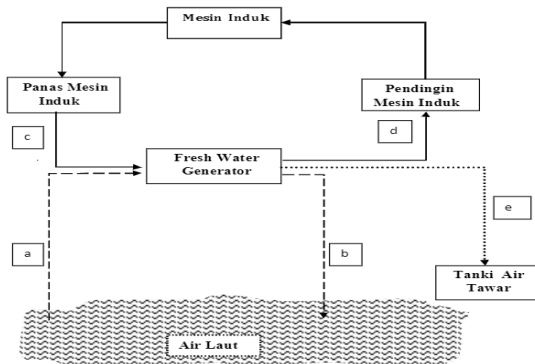 Mesin Induk
Panas Mesin
Induk
Pendingin
Mesin Induk
c
d
Fresh Water
Generator
e
a
b
Tanki Air
Tawar
Air Laut